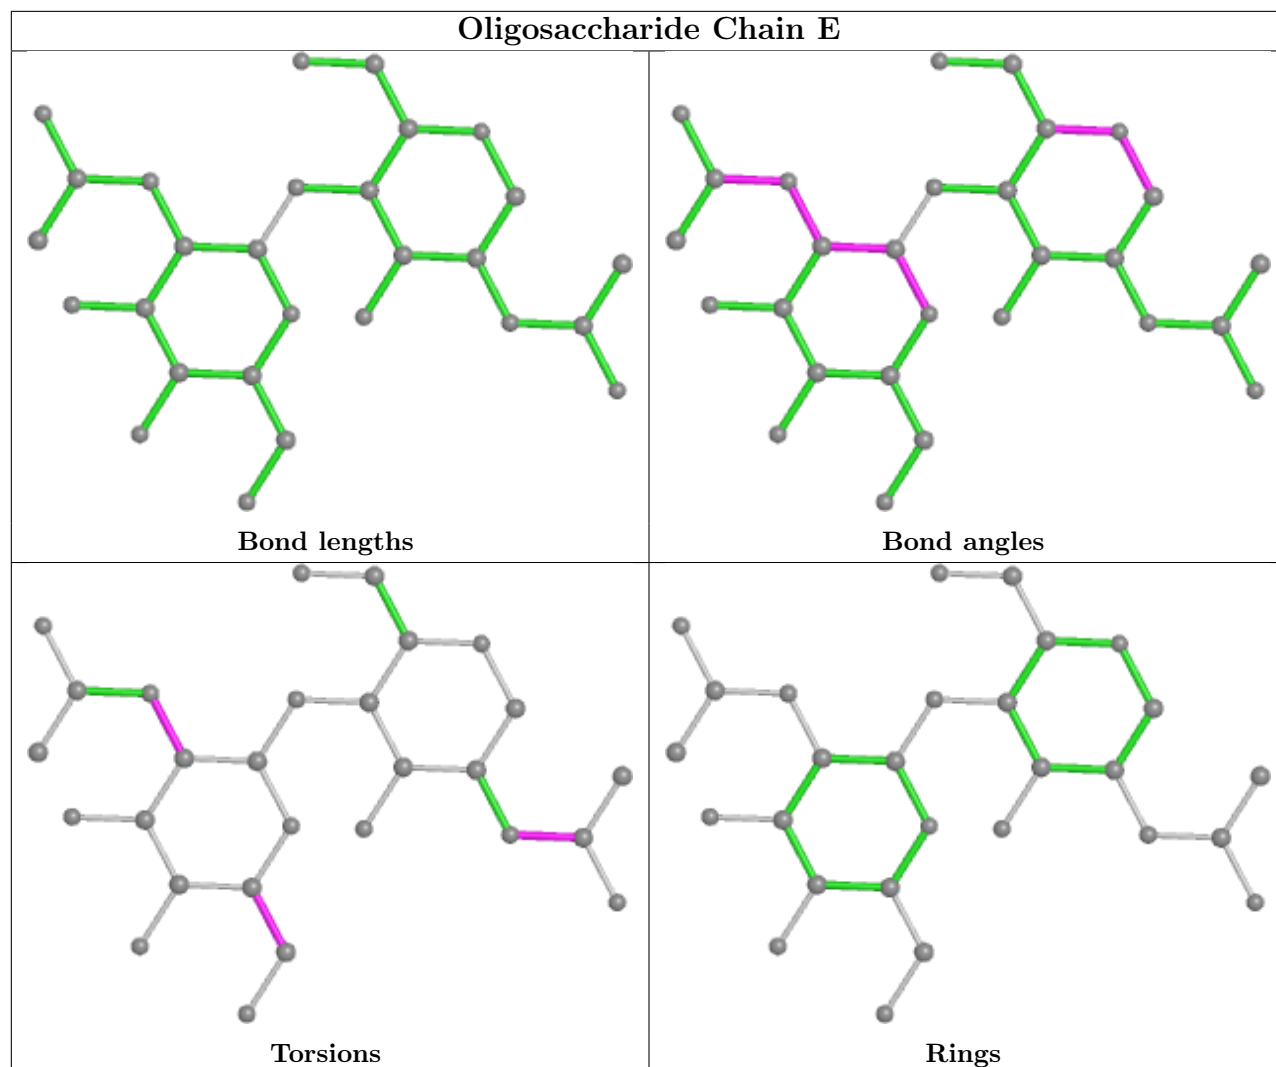 Oligosaccharide Chain E
Bond lengths
Bond angles
Torsions
Rings